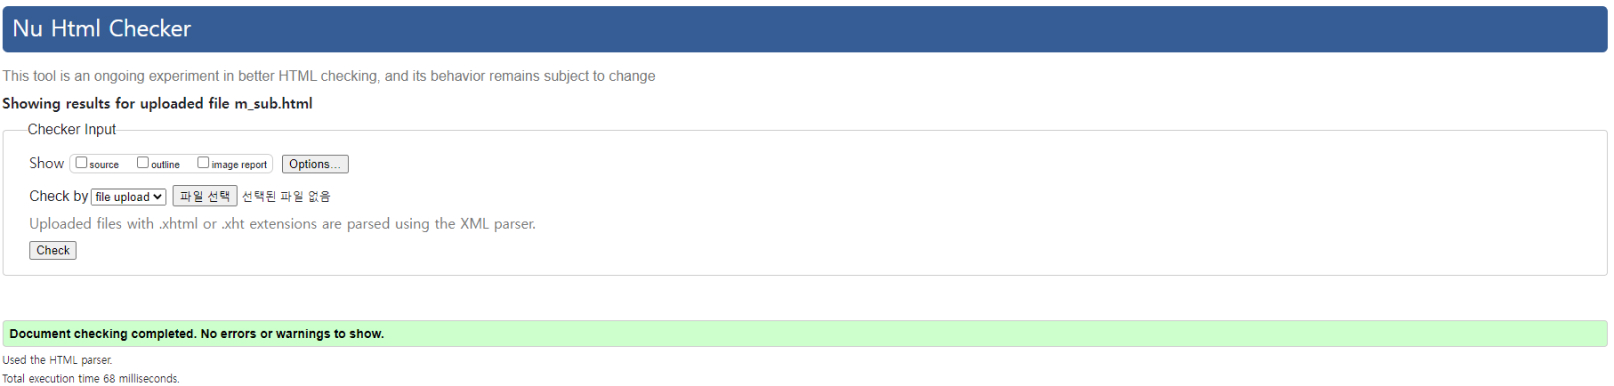 Nu Html Checker
This tool is an ongoing experiment in better HTML checking, and its behavior remains subject to change
Showing results for uploaded file m_sub.html
Checker Input
Show source outline image report Options...
Check by file upload 파일 선택 선택된 파일 없음
Uploaded files with .xhtml or .xht extensions are parsed using the XML parser.
Check
Document checking completed. No errors or warnings to show.
Used the HTML parser.
Total execution time 68 milliseconds.